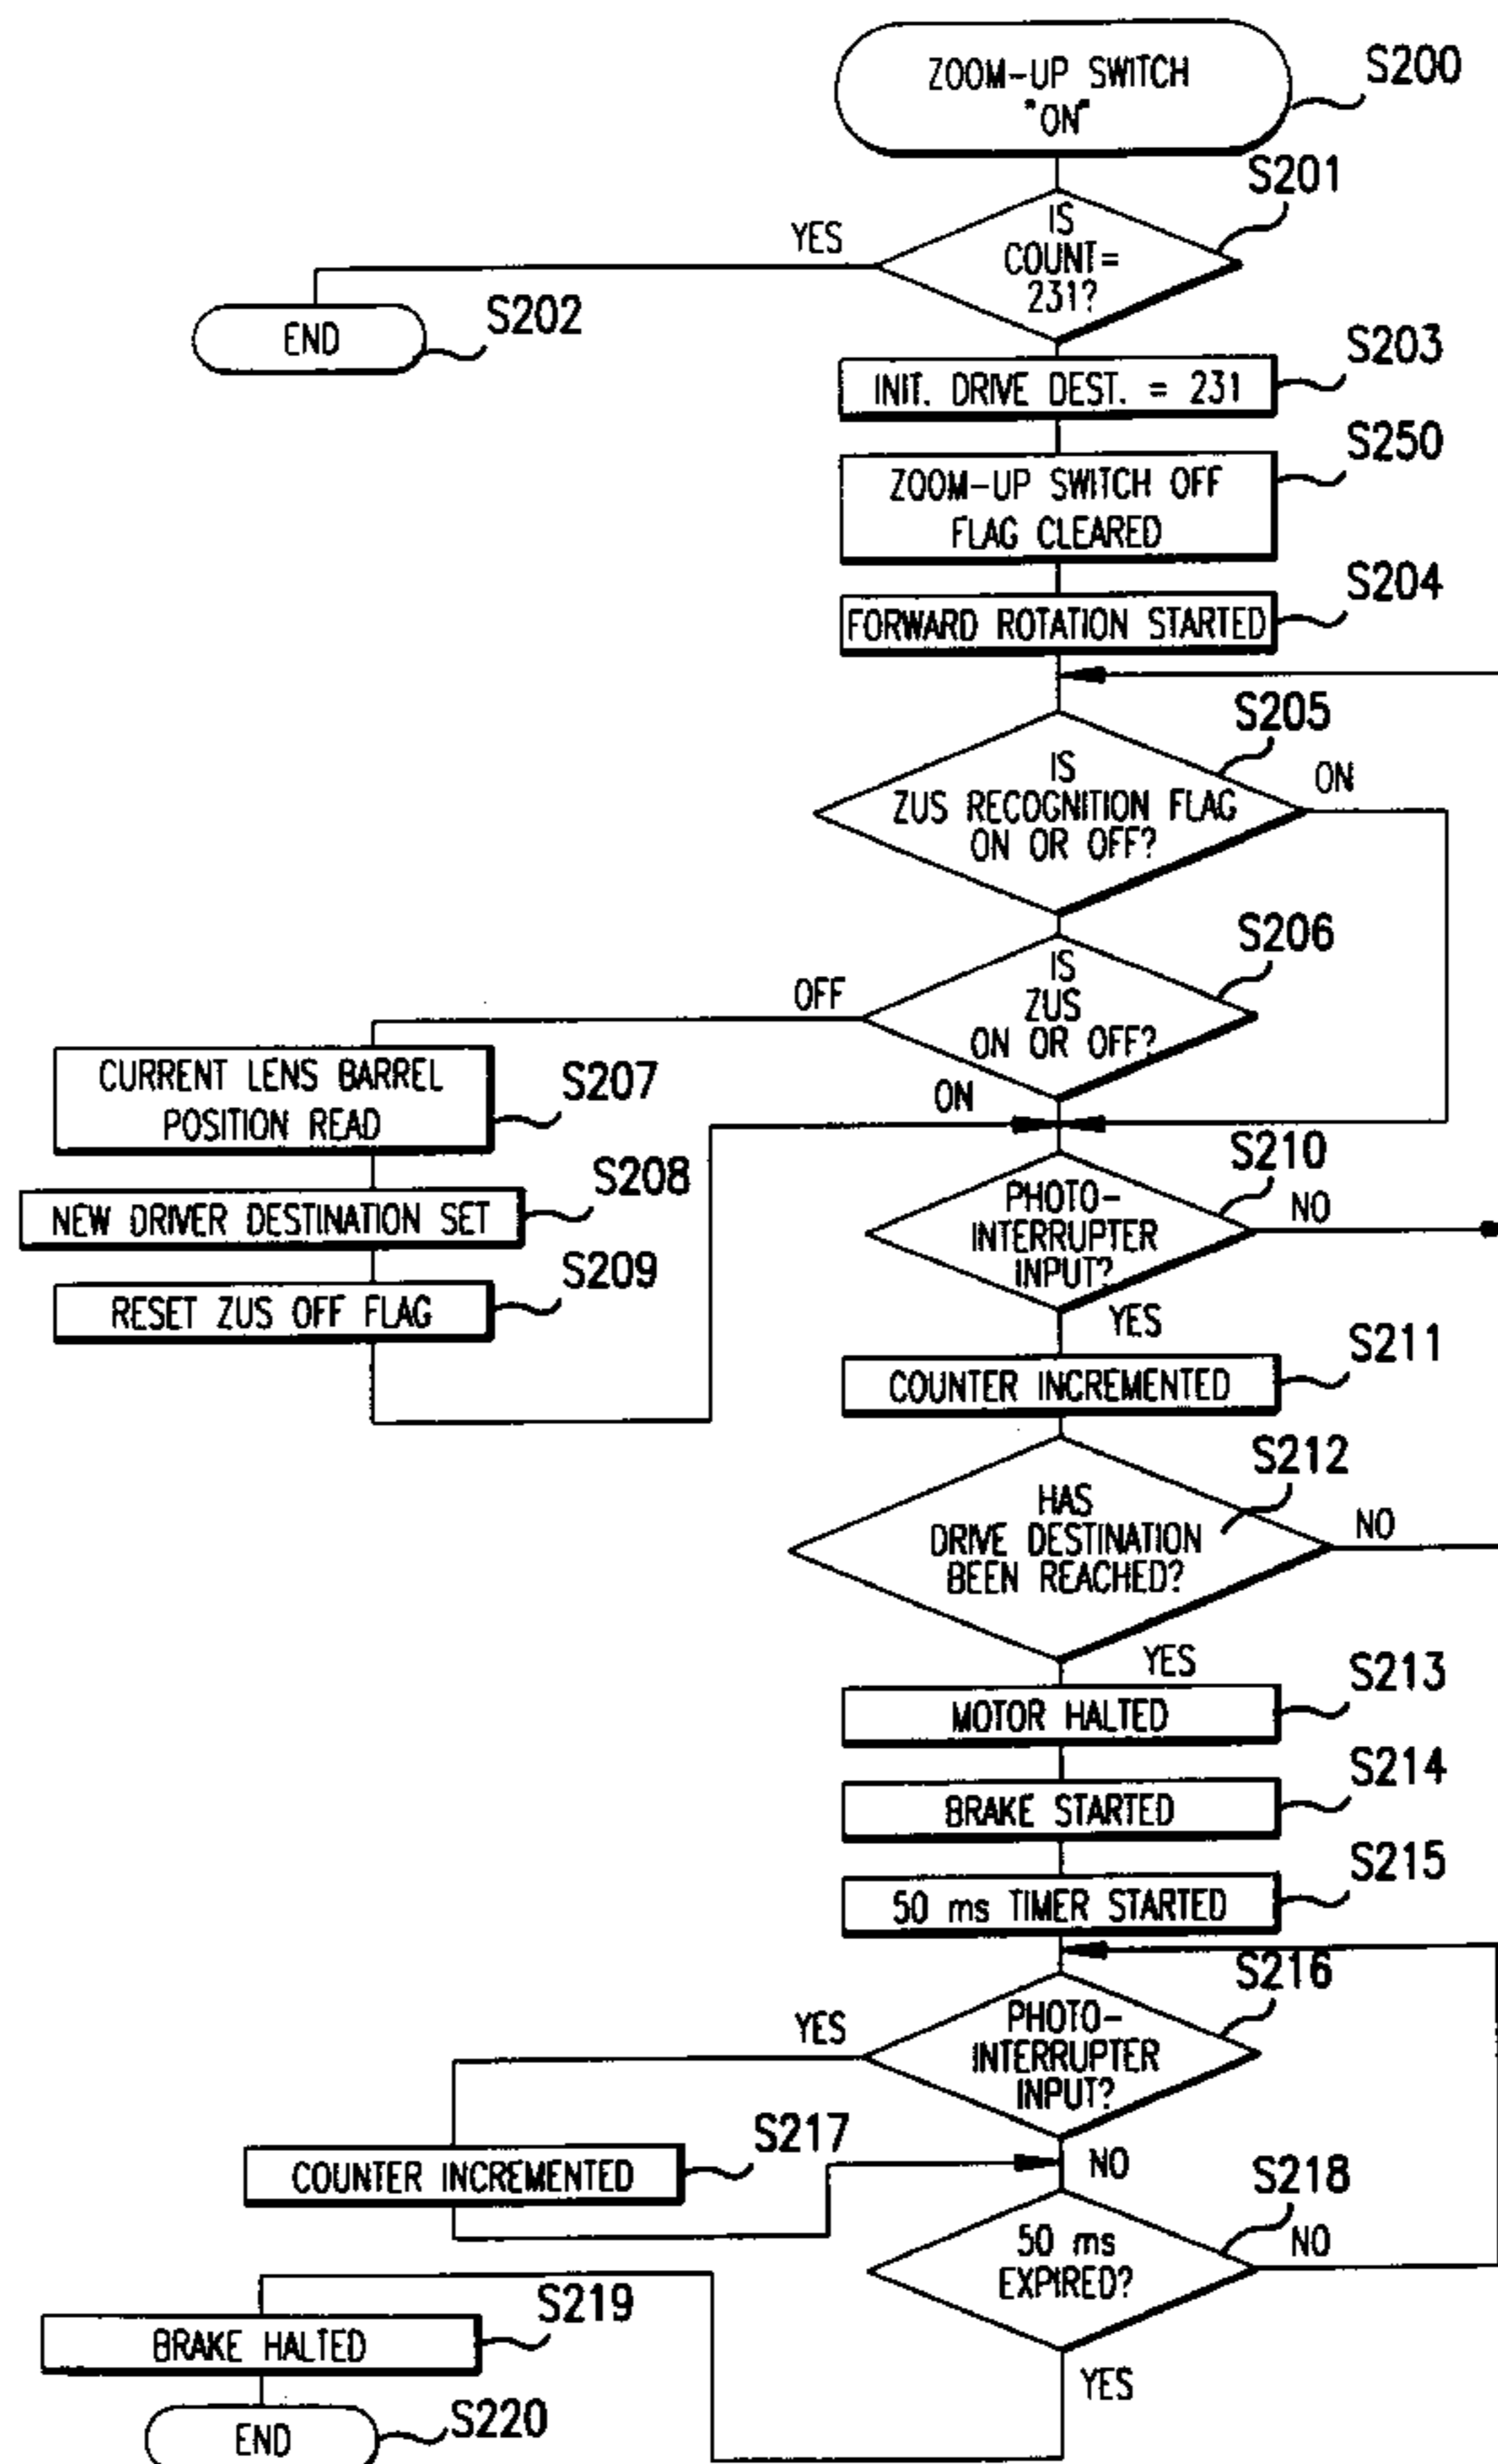 ZOOM-UP SWITCH
"ON"
S200
S201
IS
COUNT=
231?
YES
END
S202
INIT. DRIVE DEST. = 231
S203
ZOOM-UP SWITCH OFF
FLAG CLEARED
S250
FORWARD ROTATION STARTED
S204
S205
IS
ZUS RECOGNITION FLAG
ON OR OFF?
ON
S206
IS
ZUS
ON OR OFF?
OFF
ON
CURRENT LENS BARREL
POSITION READ
S207
NEW DRIVER DESTINATION SET
S208
RESET ZUS OFF FLAG
S209
S210
PHOTO-
INTERRUPTER
INPUT?
NO
YES
COUNTER INCREMENTED
S211
S212
HAS
DRIVE DESTINATION
BEEN REACHED?
NO
YES
MOTOR HALTED
S213
BRAKE STARTED
S214
50 ms TIMER STARTED
S215
S216
PHOTO-
INTERRUPTER
INPUT?
YES
NO
COUNTER INCREMENTED
S217
S218
50 ms
EXPIRED?
NO
YES
BRAKE HALTED
S219
END
S220